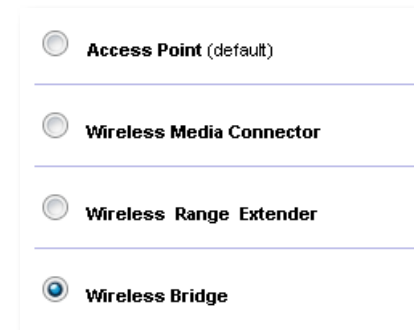 Access Point (default)
Wireless Media Connector
Wireless Range Extender
Wireless Bridge